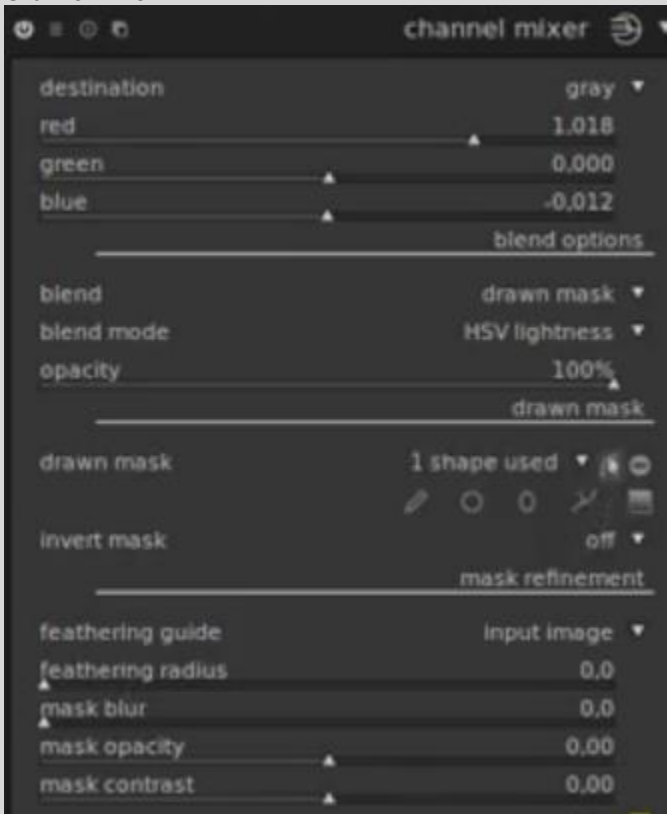 channel mixer
destination gray
red 1,018
green 0,000
blue -0,012
blend options
blend drawn mask
blend mode HSV lightness
opacity 100%
drawn mask
drawn mask 1 shape used
invert mask off
mask refinement
feathering guide input image
feathering radius 0,0
mask blur 0,0
mask opacity 0,00
mask contrast 0,00